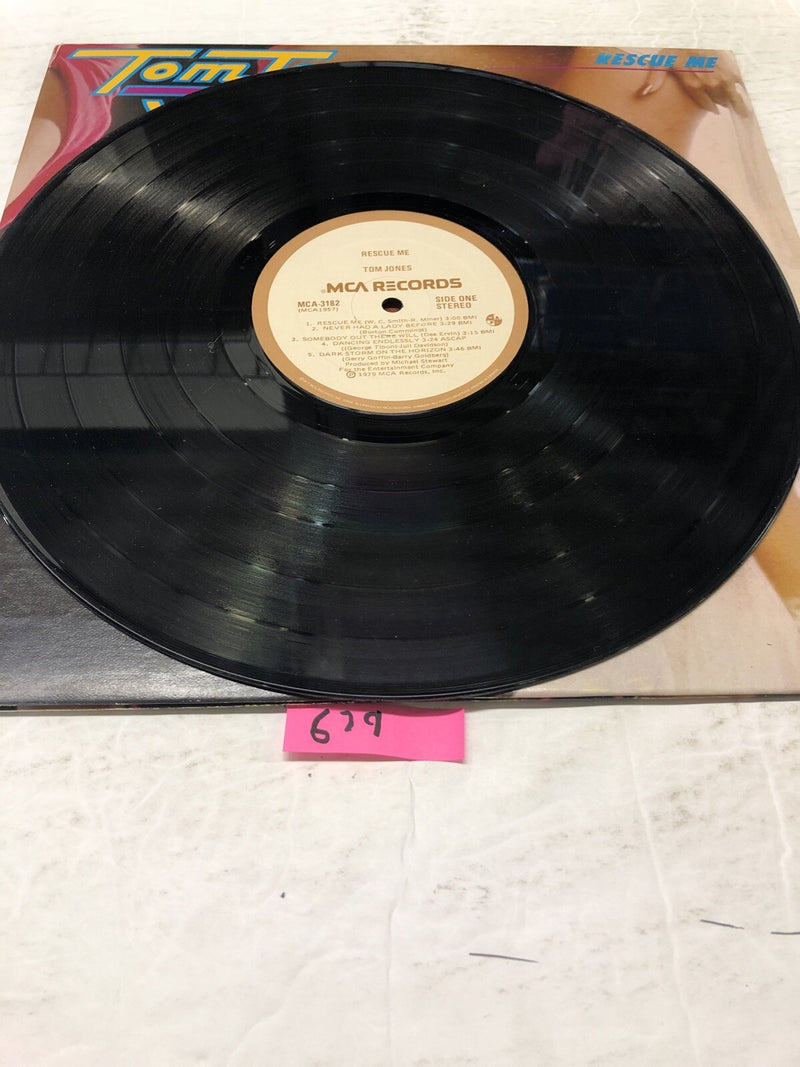 Tom
RESCUE ME
RESCUE ME
TOM JONES
MCA RECORDS
MCA-3182
(MCA1957)
SIDE ONE
STEREO
1. RESCUE ME (W. C. Smith-R. Miner) 3:00 BMI
2. NEVER HAD A LADY BEFORE 3:29 BMI
(Burton Cummings)
3. SOMEBODY OUT THERE WILL (Dee Ervin) 3:15 BMI
4. DANCING ENDLESSLY 3:24 ASCAP
(George Tiboni-Juli Davidson)
5. DARK STORM ON THE HORIZON 3:46 BMI
(Gerry Goffin-Barry Goldberg)
Produced by Michael Stewart
For the Entertainment Company
℗ 1979 MCA Records, Inc.
679